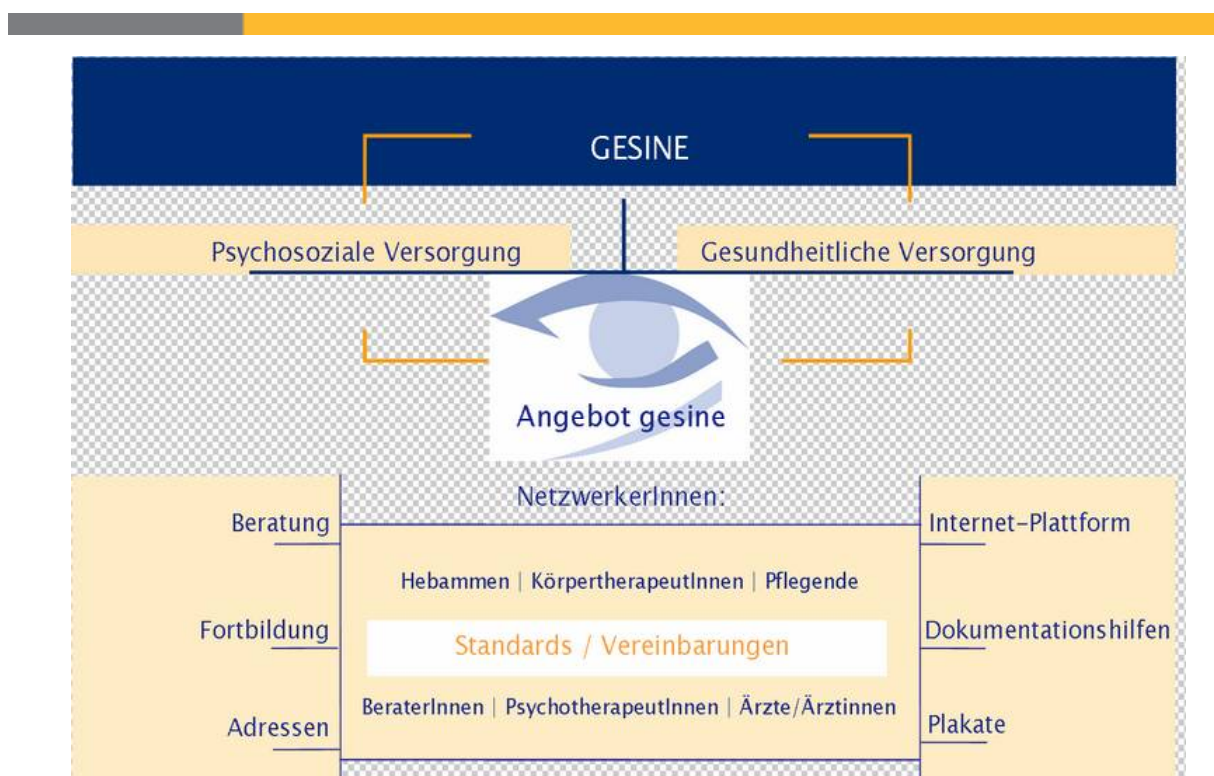 GESINE
Psychosoziale Versorgung
Gesundheitliche Versorgung
Angebot gesine
NetzwerkerInnen:
Beratung
Internet-Plattform
Hebammen | KörpertherapeutInnen | Pflegende
Fortbildung
Standards / Vereinbarungen
Dokumentationshilfen
BeraterInnen | PsychotherapeutInnen | Ärzte/Ärztinnen
Adressen
Plakate